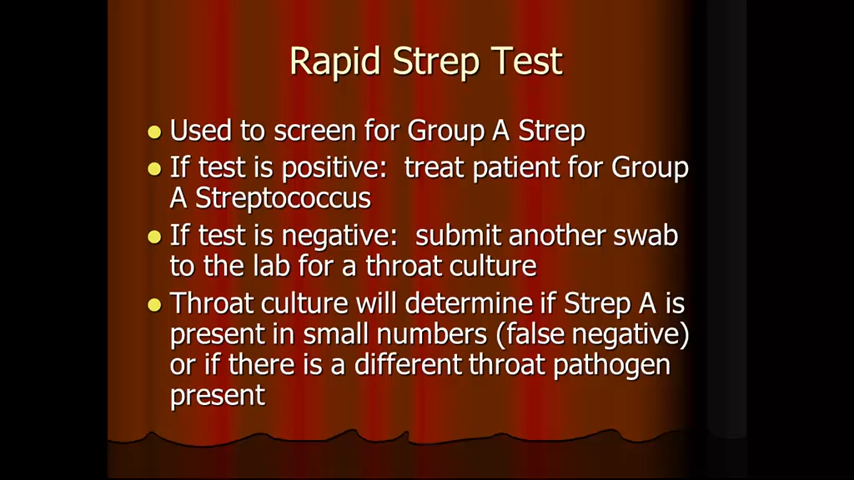 Rapid Strep Test
Used to screen for Group A Strep
If test is positive:  treat patient for Group
A Streptococcus
If test is negative:  submit another swab
to the lab for a throat culture
Throat culture will determine if Strep A is
present in small numbers (false negative)
or if there is a different throat pathogen
present